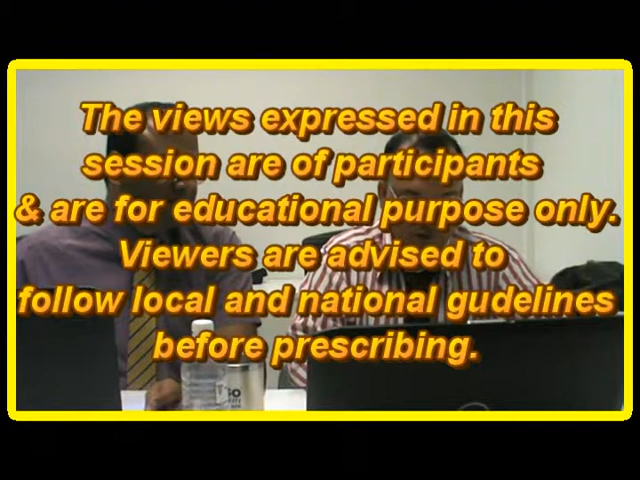 The views expressed in this
session are of participants
& are for educational purpose only.
Viewers are advised to
follow local and national gudelines
before prescribing.